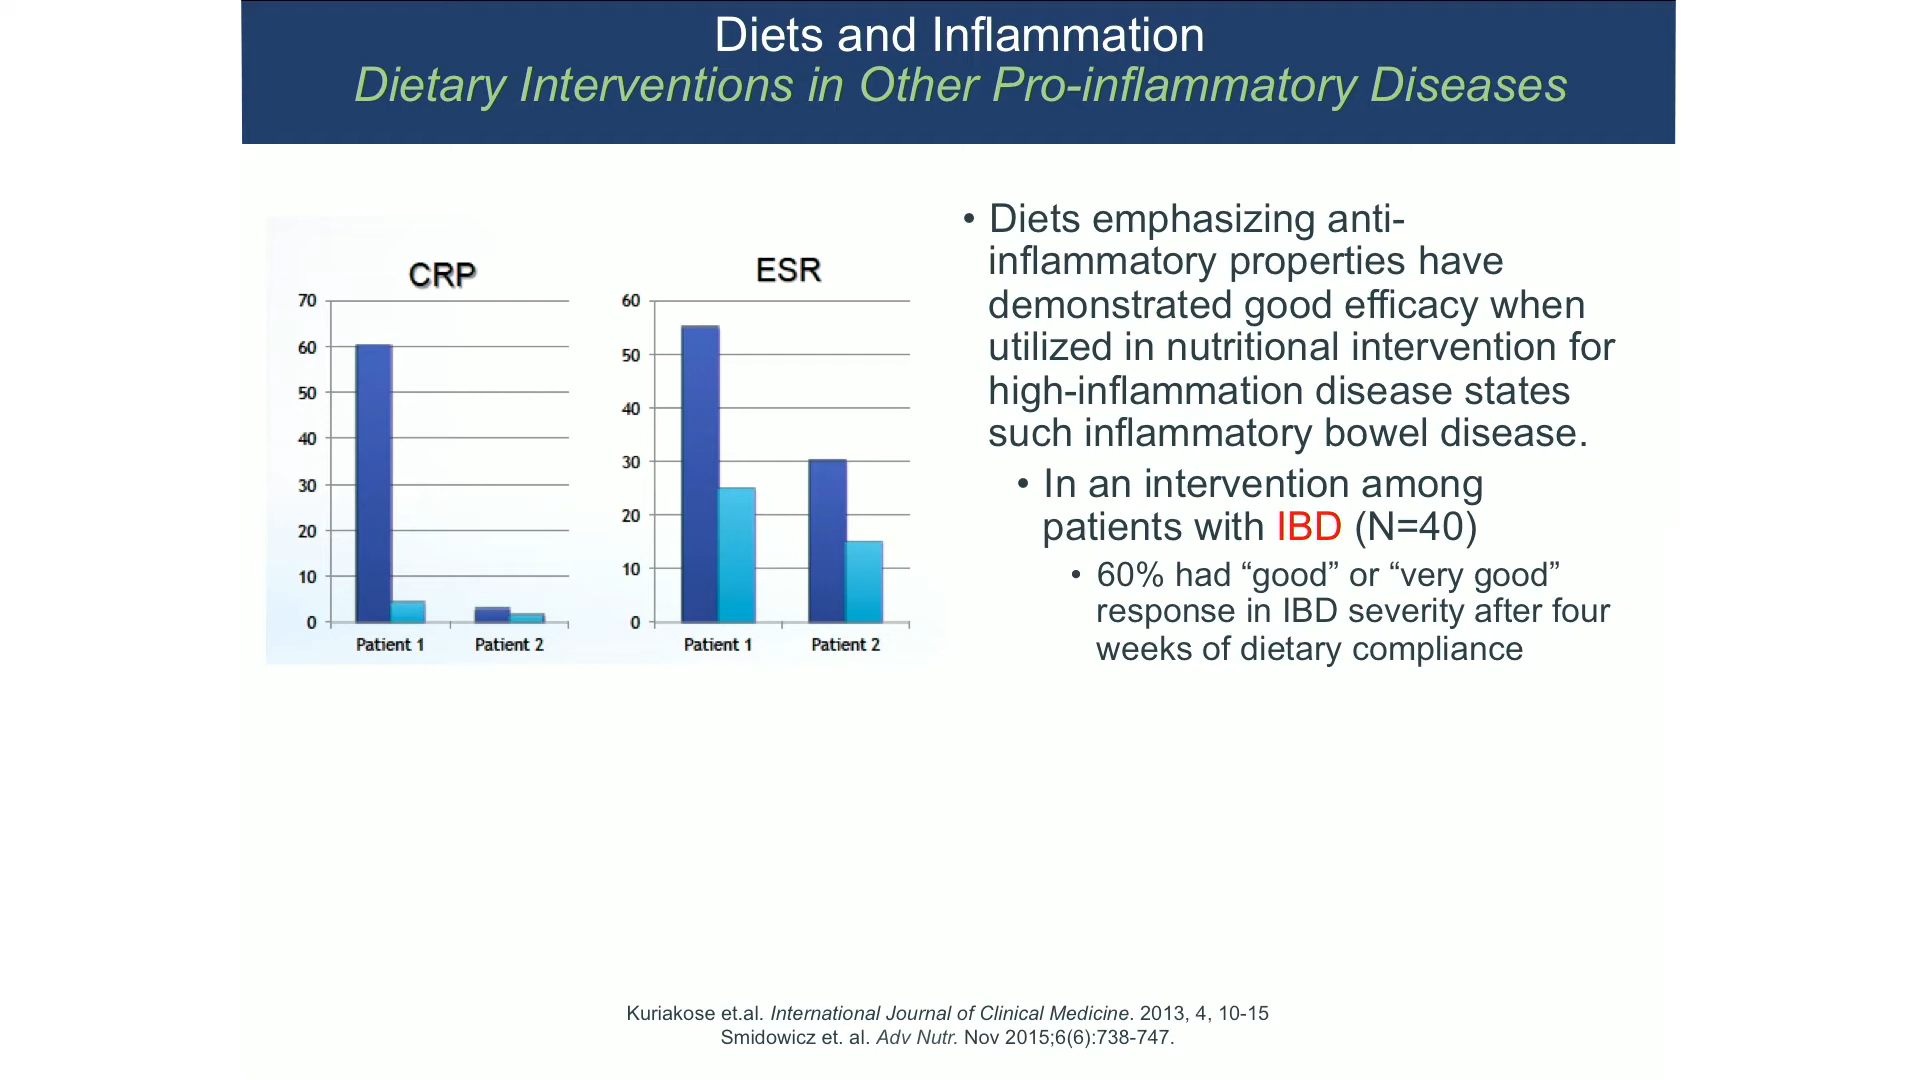 Diets and Inflammation
Dietary Interventions in Other Pro-inflammatory Diseases
CRP
70
60
50
40
30
20
10
0
Patient 1
Patient 2
ESR
60
50
40
30
20
10
0
Patient 1
Patient 2
• Diets emphasizing anti-
inflammatory properties have
demonstrated good efficacy when
utilized in nutritional intervention for
high-inflammation disease states
such inflammatory bowel disease.
• In an intervention among
patients with IBD (N=40)
• 60% had “good” or “very good”
response in IBD severity after four
weeks of dietary compliance
Kuriakose et.al. International Journal of Clinical Medicine. 2013, 4, 10-15
Smidowicz et. al. Adv Nutr. Nov 2015;6(6):738-747.